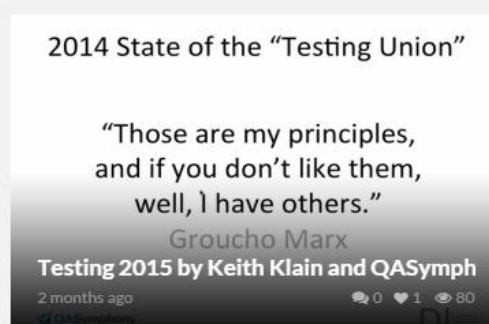 2014 State of the “Testing Union”
“Those are my principles,
and if you don’t like them,
well, I have others.”
Groucho Marx
Testing 2015 by Keith Klain and QASymph
2 months ago 0 1 80
QASymphony